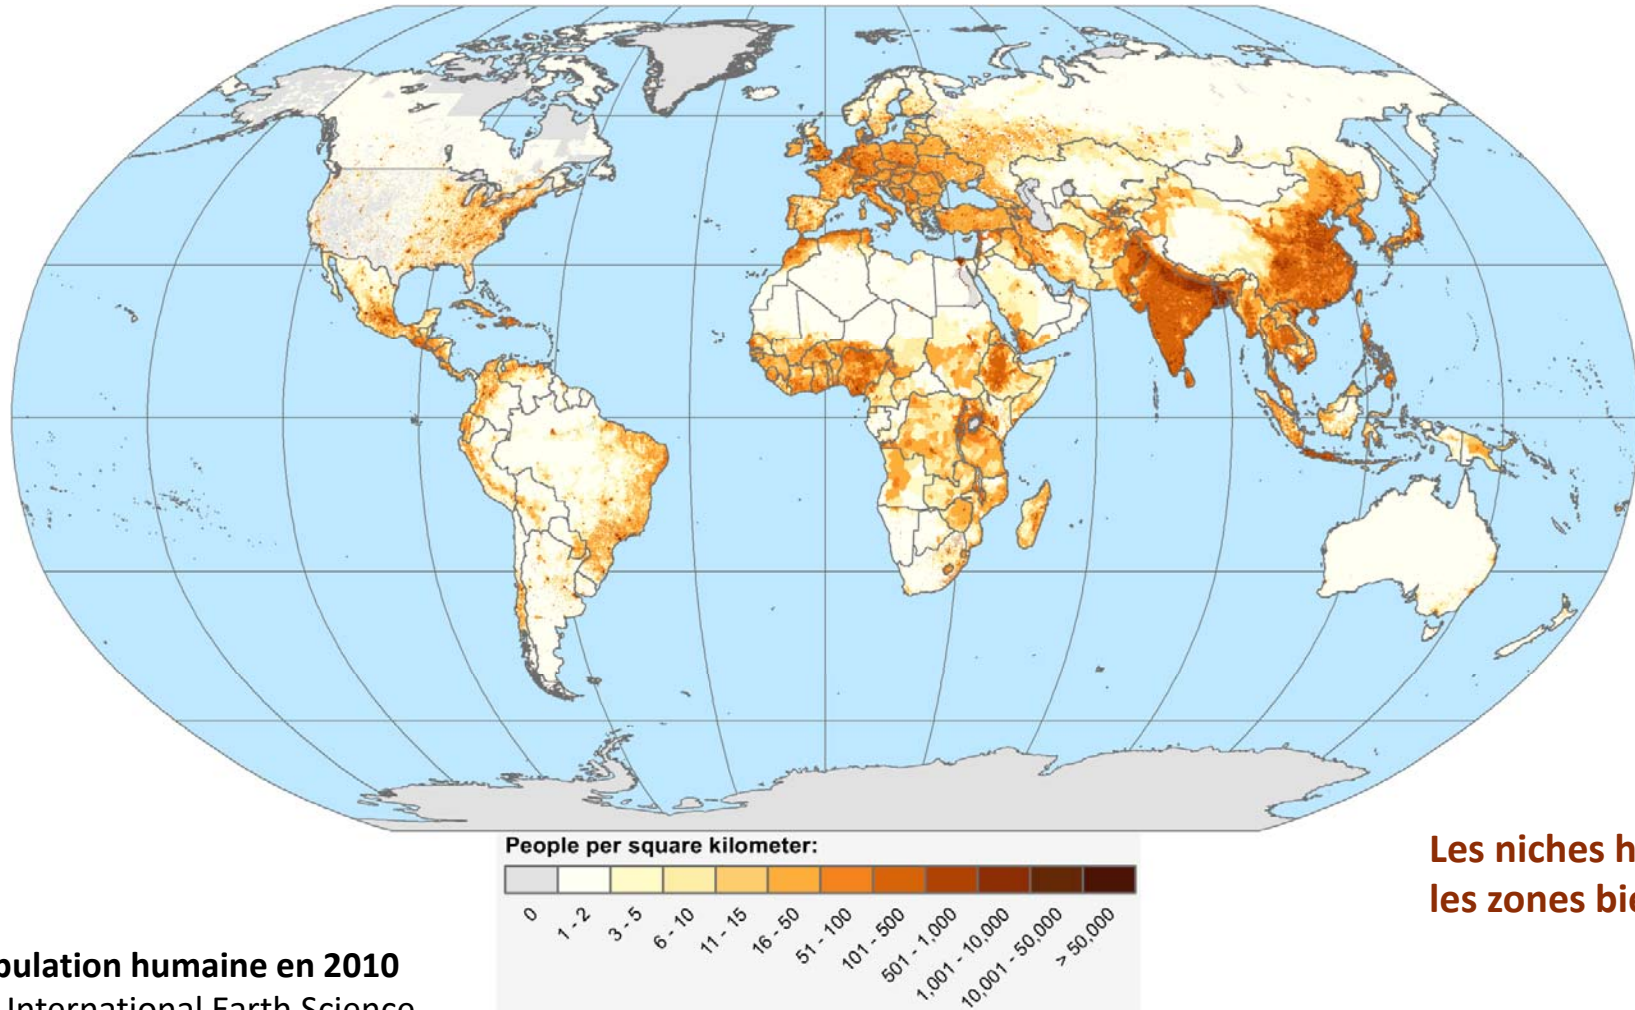 People per square kilometer:
0
1 - 2
3 - 5
6 - 10
11 - 15
16 - 50
51 - 100
101 - 500
501 - 1,000
1,001 - 10,000
10,001 - 50,000
> 50,000
Les niches h
les zones bi
pulation humaine en 2010
International Earth Science